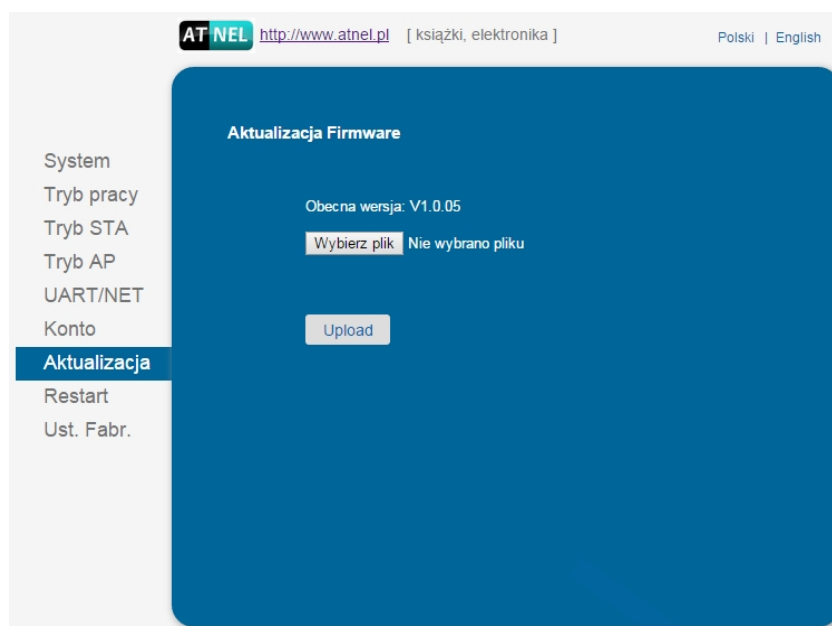 AT NEL http://www.atnel.pl [ książki, elektronika ] Polski | English
Aktualizacja Firmware
System
Tryb pracy
Tryb STA
Tryb AP
UART/NET
Konto
Aktualizacja
Restart
Ust. Fabr.
Obecna wersja: V1.0.05
Wybierz plik Nie wybrano pliku
Upload